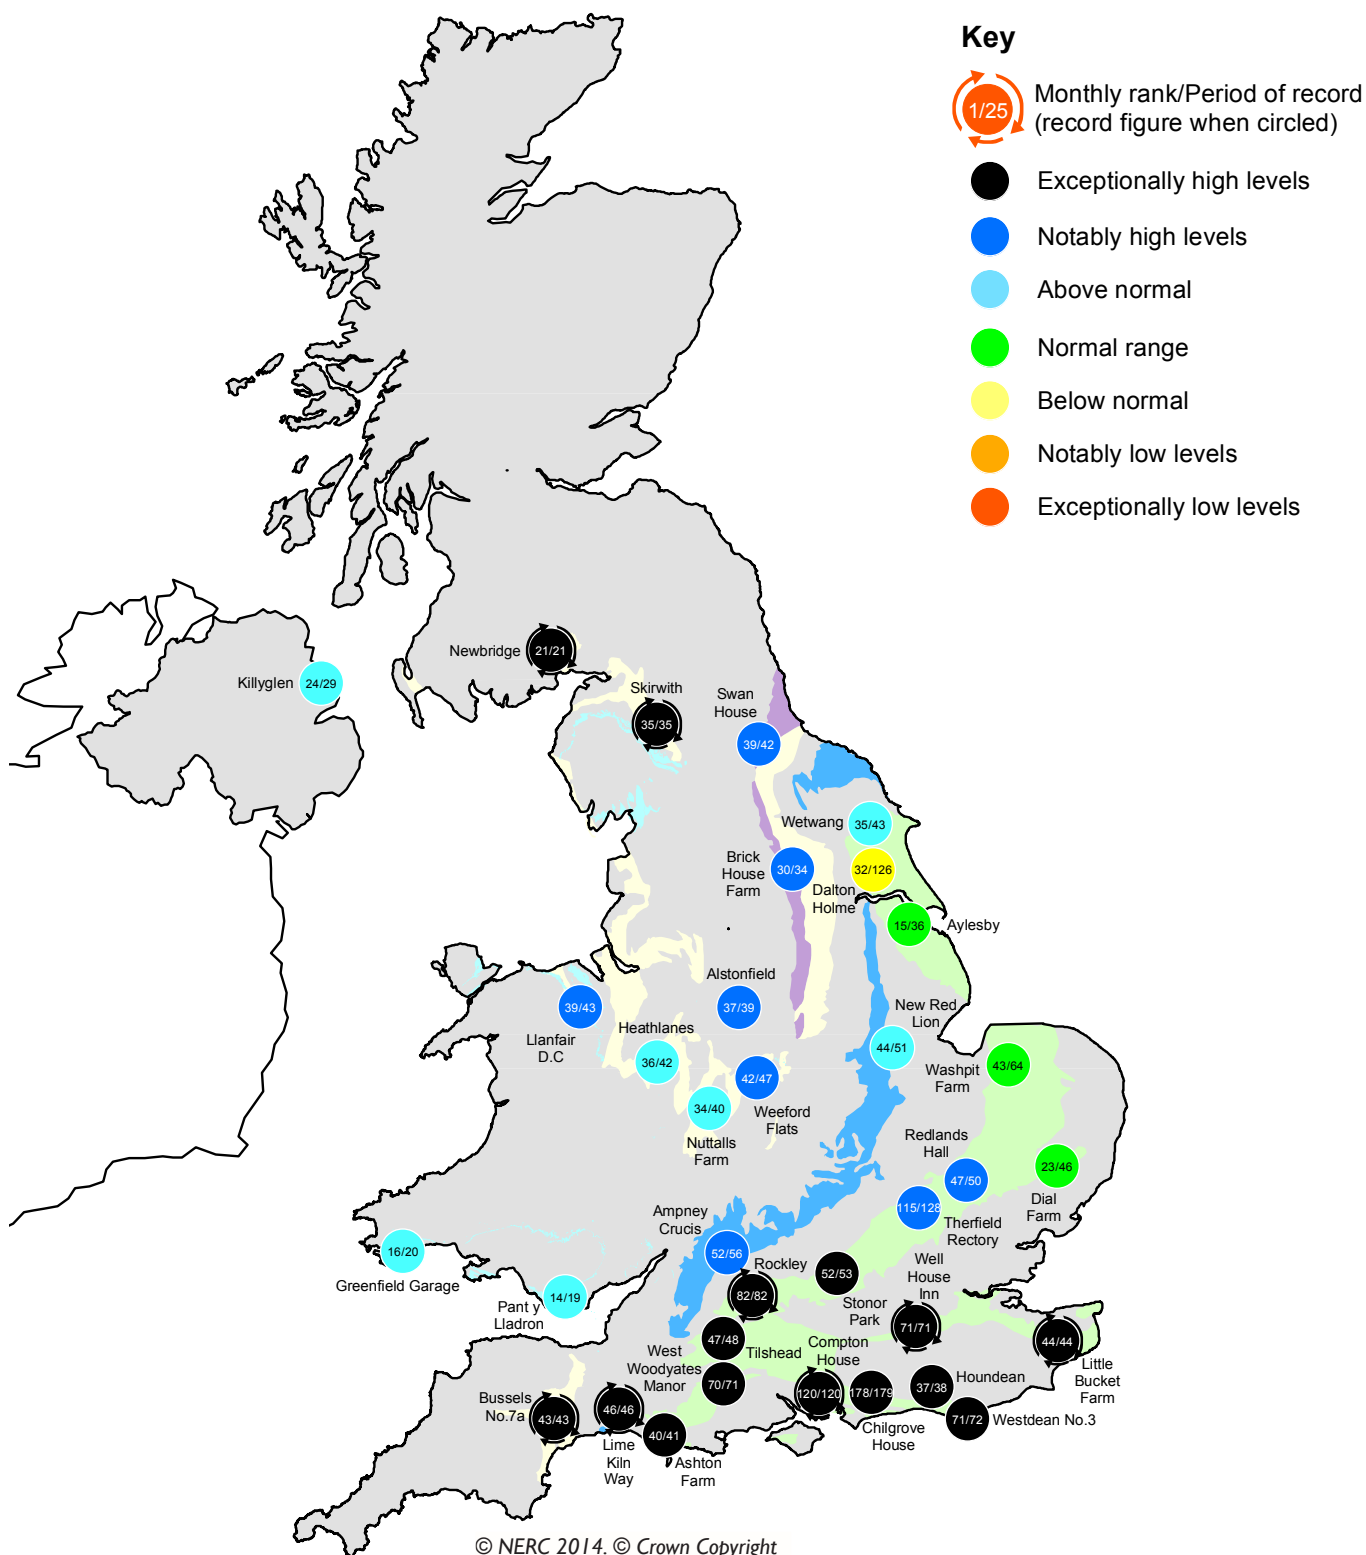 Key
1/25
Monthly rank/Period of record
(record figure when circled)
Exceptionally high levels
Notably high levels
Above normal
Normal range
Below normal
Notably low levels
Exceptionally low levels
Newbridge
21/21
Killyglen
24/29
Skirwith
35/35
Swan
House
39/42
Wetwang
35/43
Brick
House
Farm
30/34
Dalton
Holme
32/126
Aylesby
15/36
Alstonfield
37/39
Llanfair
D.C
39/43
Heathlanes
36/42
New Red
Lion
44/51
Washpit
Farm
43/64
Weeford
Flats
42/47
Nuttalls
Farm
34/40
Redlands
Hall
47/50
Dial
Farm
23/46
Therfield
Rectory
115/128
Ampney
Crucis
52/56
Greenfield Garage
16/20
Pant y
Lladron
14/19
Rockley
82/82
Stonor
Park
52/53
Well
House
Inn
71/71
Little
Bucket
Farm
44/44
Tilshead
47/48
West
Woodyates
Manor
70/71
Compton
House
120/120
Chilgrove
House
178/179
Houndean
37/38
Westdean No.3
71/72
Bussels
No.7a
43/43
Lime
Kiln
Way
46/46
Ashton
Farm
40/41
© NERC 2014. © Crown Copyright